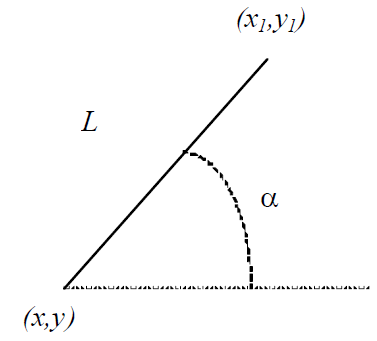 (x₁,y₁)
L
α
(x,y)